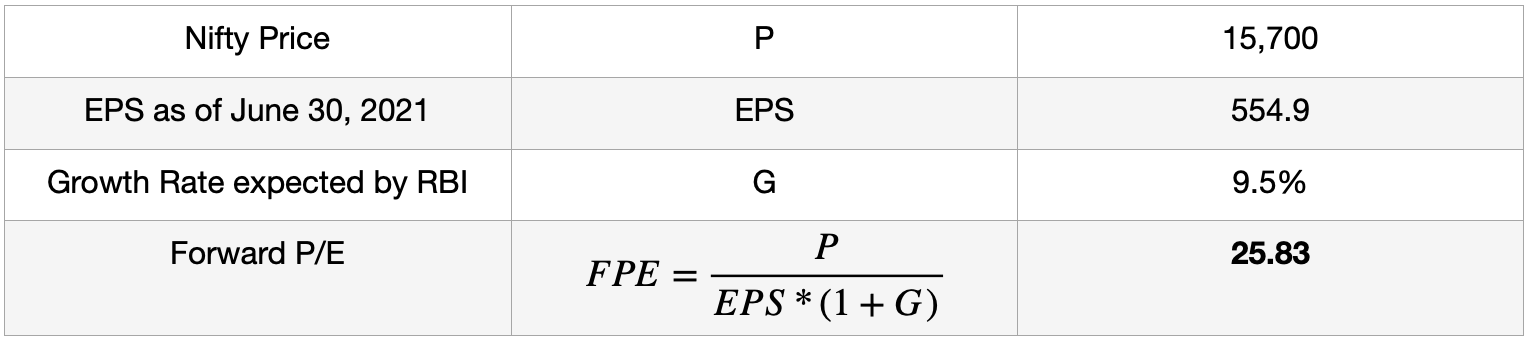 Nifty Price P 15,700
EPS as of June 30, 2021 EPS 554.9
Growth Rate expected by RBI G 9.5%
Forward P/E FPE = P / EPS * (1 + G) 25.83